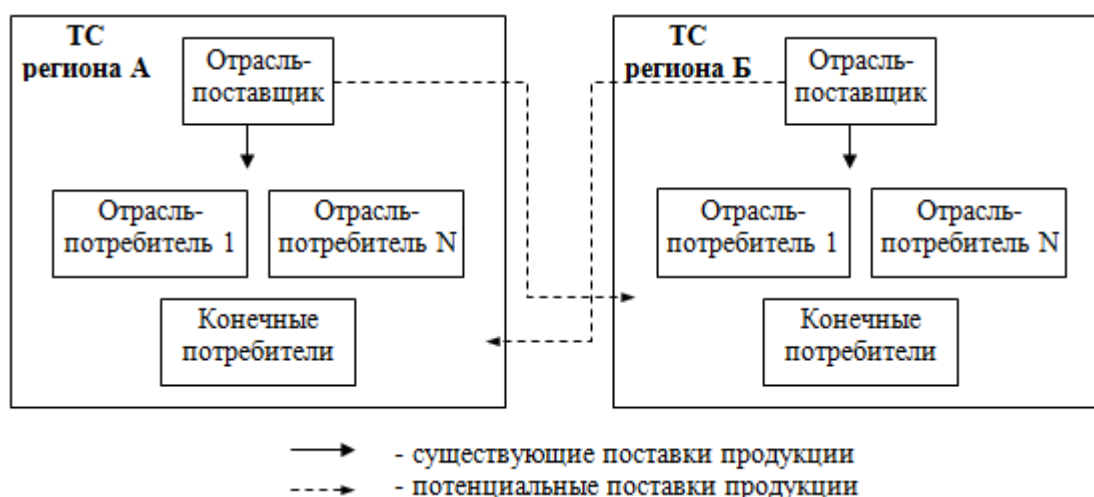 ТС
региона А
Отрасль-
поставщик
Отрасль-
потребитель 1
Отрасль-
потребитель N
Конечные
потребители
ТС
региона Б
Отрасль-
поставщик
Отрасль-
потребитель 1
Отрасль-
потребитель N
Конечные
потребители
- существующие поставки продукции
- потенциальные поставки продукции